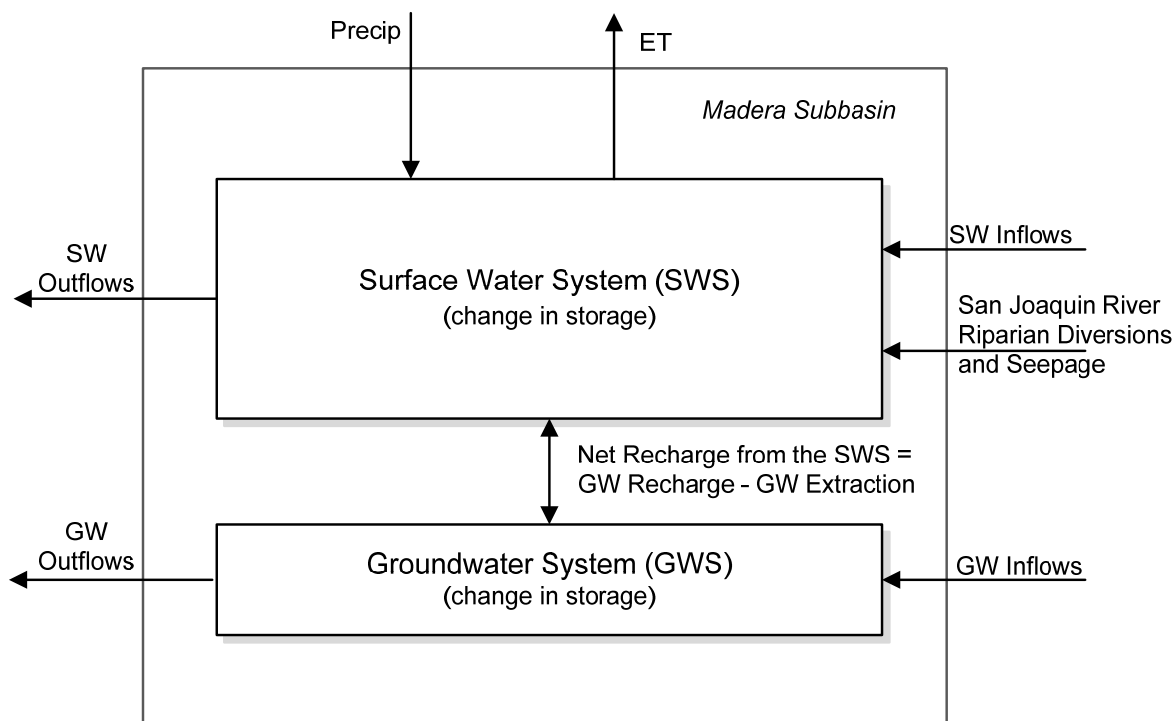 Precip
ET
Madera Subbasin
SW
Outflows
Surface Water System (SWS)
(change in storage)
SW Inflows
San Joaquin River
Riparian Diversions
and Seepage
Net Recharge from the SWS =
GW Recharge - GW Extraction
GW
Outflows
Groundwater System (GWS)
(change in storage)
GW Inflows